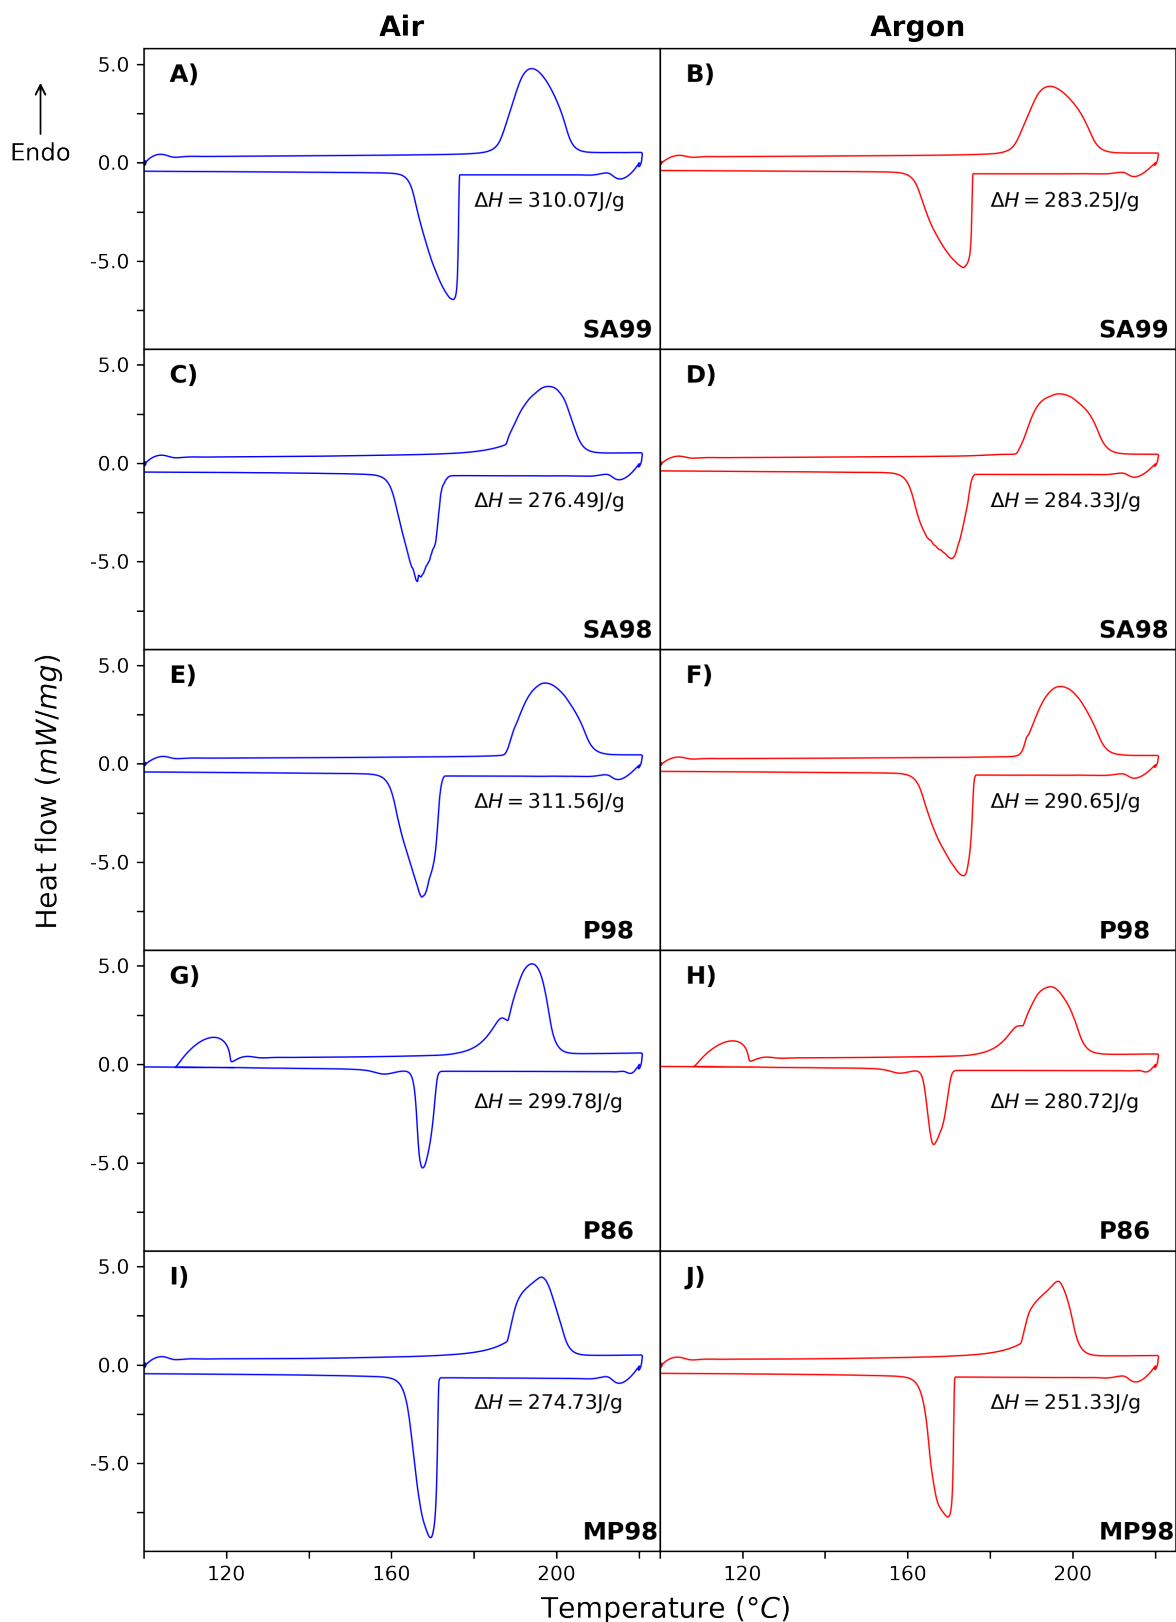 Air
Argon
Endo
Heat flow (mW/mg)
A)
5.0
0.0
-5.0
ΔH = 310.07J/g
SA99
B)
ΔH = 283.25J/g
SA99
C)
5.0
0.0
-5.0
ΔH = 276.49J/g
SA98
D)
ΔH = 284.33J/g
SA98
E)
5.0
0.0
-5.0
ΔH = 311.56J/g
P98
F)
ΔH = 290.65J/g
P98
G)
5.0
0.0
-5.0
ΔH = 299.78J/g
P86
H)
ΔH = 280.72J/g
P86
I)
5.0
0.0
-5.0
ΔH = 274.73J/g
MP98
J)
ΔH = 251.33J/g
MP98
120 160 200 120 160 200
Temperature (°C)